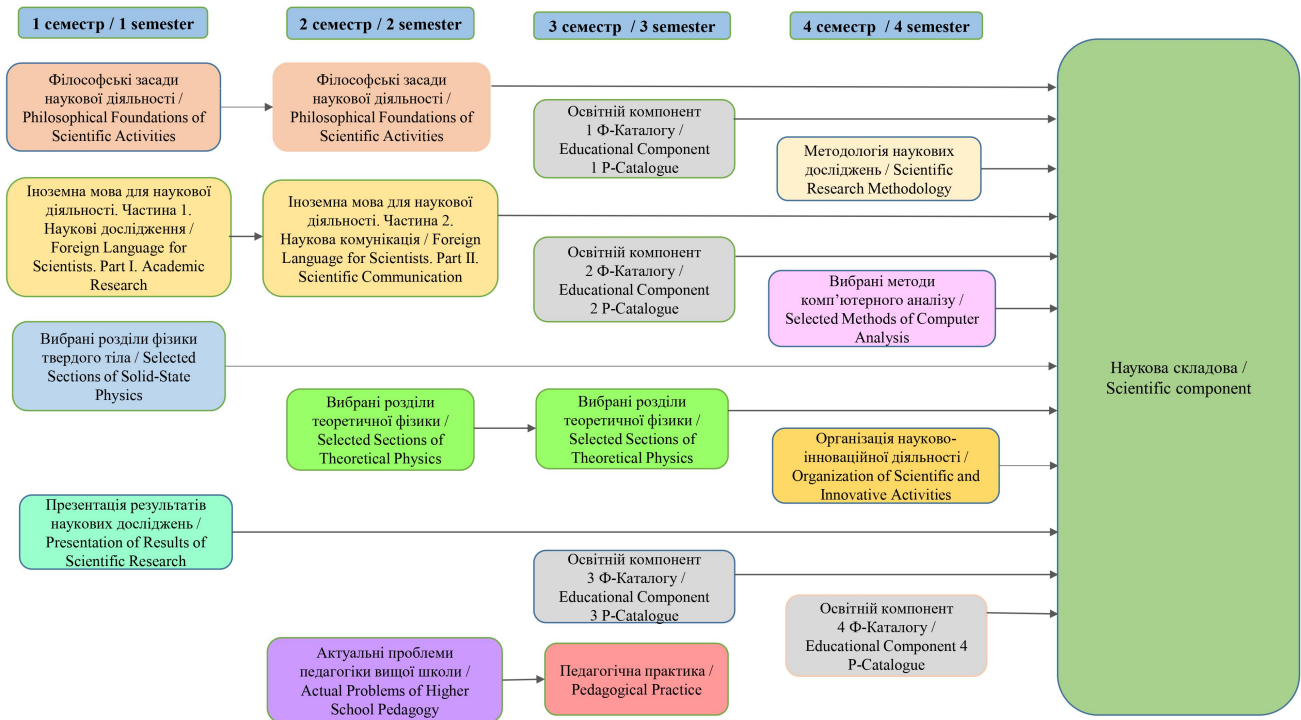 1 семестр / 1 semester
2 семестр / 2 semester
3 семестр / 3 semester
4 семестр / 4 semester
Філософські засади
наукової діяльності /
Philosophical Foundations of
Scientific Activities
Філософські засади
наукової діяльності /
Philosophical Foundations of
Scientific Activities
Освітній компонент
1 Ф-Каталогу /
Educational Component
1 P-Catalogue
Методологія наукових
досліджень / Scientific
Research Methodology
Іноземна мова для наукової
діяльності. Частина 1.
Наукові дослідження /
Foreign Language for
Scientists. Part I. Academic
Research
Іноземна мова для наукової
діяльності. Частина 2.
Наукова комунікація / Foreign
Language for Scientists. Part II.
Scientific Communication
Освітній компонент
2 Ф-Каталогу /
Educational Component
2 P-Catalogue
Вибрані методи
комп’ютерного аналізу /
Selected Methods of Computer
Analysis
Вибрані розділи фізики
твердого тіла / Selected
Sections of Solid-State
Physics
Наукова складова /
Scientific component
Вибрані розділи
теоретичної фізики /
Selected Sections of
Theoretical Physics
Вибрані розділи
теоретичної фізики /
Selected Sections of
Theoretical Physics
Організація науково-
інноваційної діяльності /
Organization of Scientific and
Innovative Activities
Презентація результатів
наукових досліджень /
Presentation of Results of
Scientific Research
Освітній компонент
3 Ф-Каталогу /
Educational Component
3 P-Catalogue
Освітній компонент
4 Ф-Каталогу /
Educational Component 4
P-Catalogue
Актуальні проблеми
педагогіки вищої школи /
Actual Problems of Higher
School Pedagogy
Педагогічна практика /
Pedagogical Practice